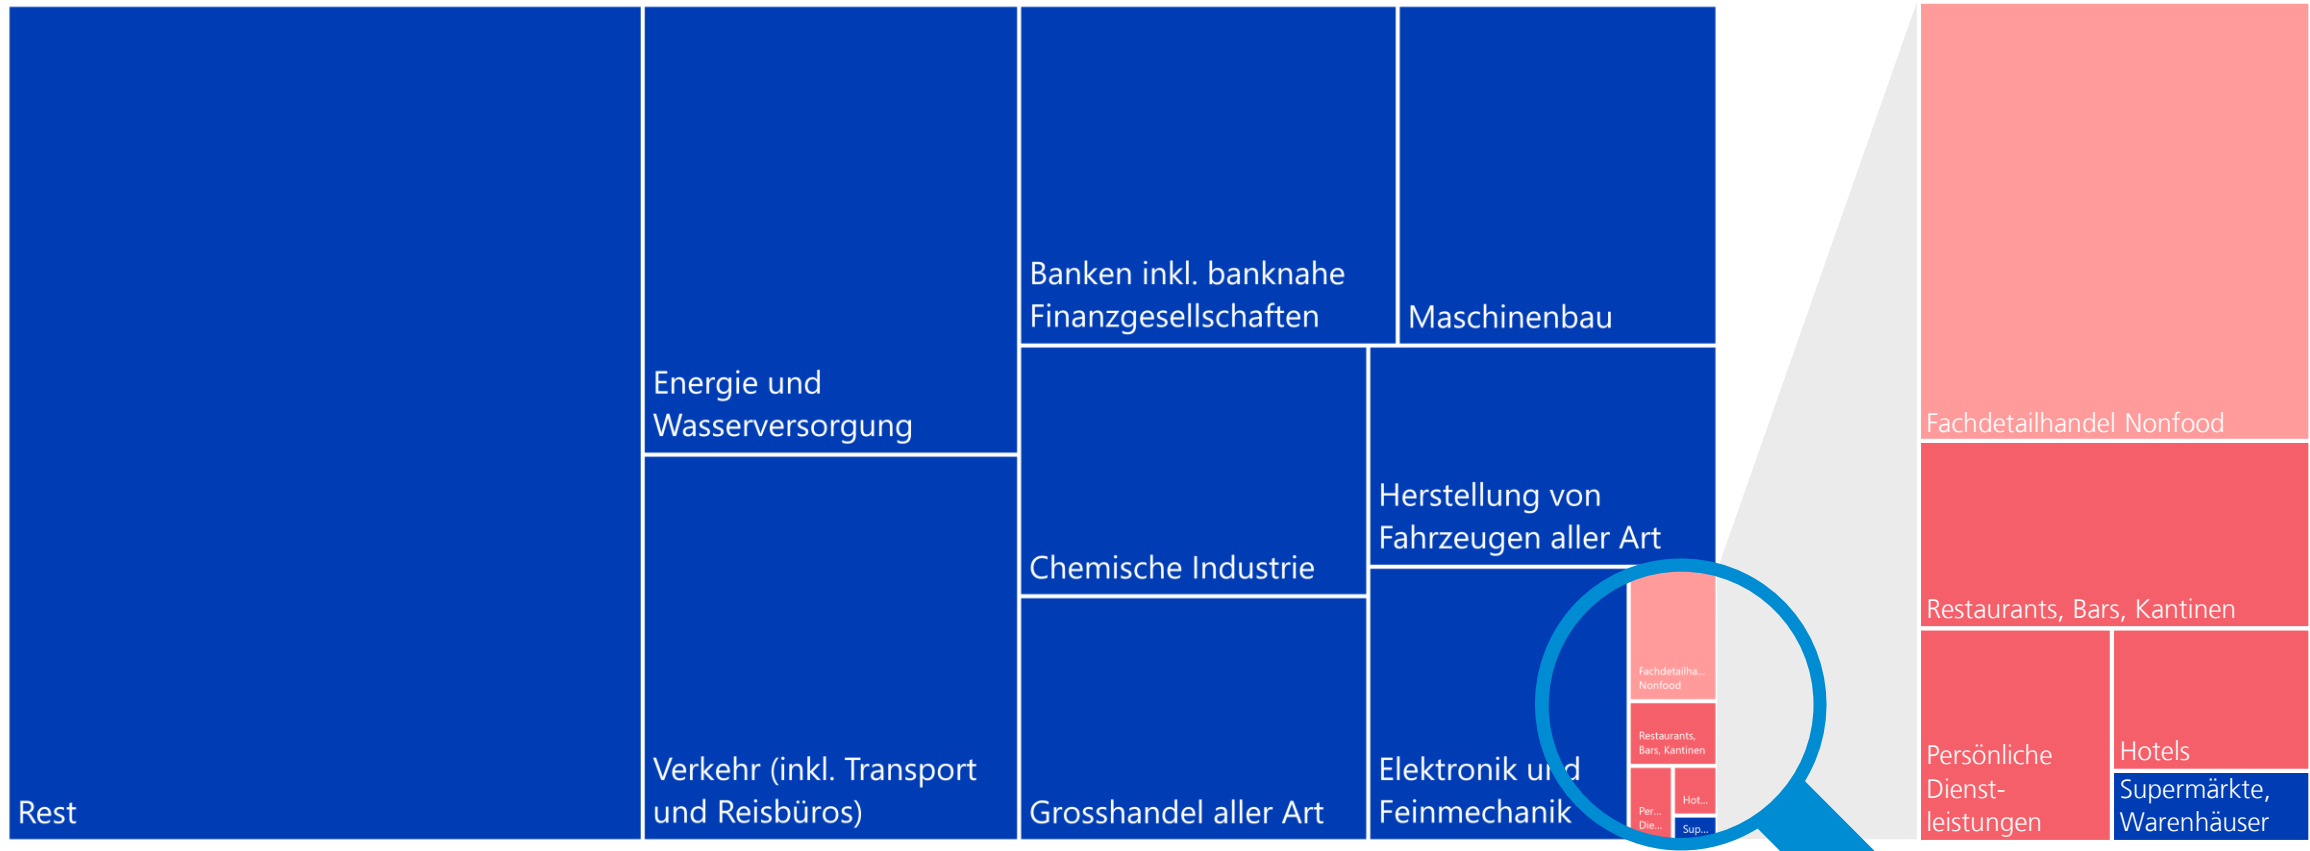 Rest
Energie und
Wasserversorgung
Verkehr (inkl. Transport
und Reisbüros)
Banken inkl. banknahe
Finanzgesellschaften
Maschinenbau
Chemische Industrie
Grosshandel aller Art
Herstellung von
Fahrzeugen aller Art
Elektronik und
Feinmechanik
Fachdetailha...
Nonfood
Restaurants,
Bars, Kantinen
Per...
Die...
Hot...
Sup...
Fachdetailhandel Nonfood
Restaurants, Bars, Kantinen
Persönliche
Dienst-
leistungen
Hotels
Supermärkte,
Warenhäuser